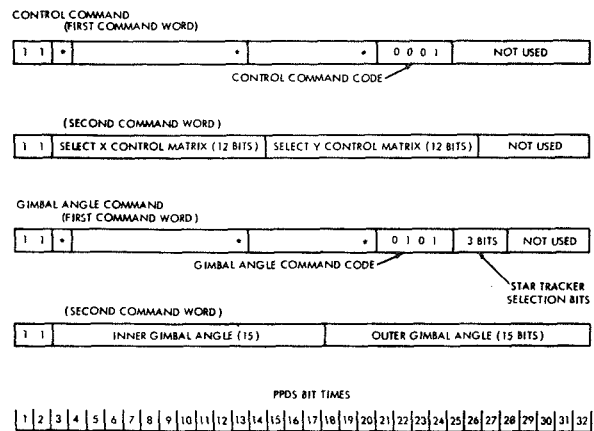 CONTROL COMMAND
(FIRST COMMAND WORD)
1 1 * * * 0 0 0 1 NOT USED
CONTROL COMMAND CODE
(SECOND COMMAND WORD)
1 1 SELECT X CONTROL MATRIX (12 BITS) SELECT Y CONTROL MATRIX (12 BITS) NOT USED
GIMBAL ANGLE COMMAND
(FIRST COMMAND WORD)
1 1 * * * 0 1 0 1 3 BITS NOT USED
GIMBAL ANGLE COMMAND CODE
STAR TRACKER
SELECTION BITS
(SECOND COMMAND WORD)
1 1 INNER GIMBAL ANGLE (15) OUTER GIMBAL ANGLE (15 BITS)
PPDS BIT TIMES
1 2 3 4 5 6 7 8 9 10 11 12 13 14 15 16 17 18 19 20 21 22 23 24 25 26 27 28 29 30 31 32